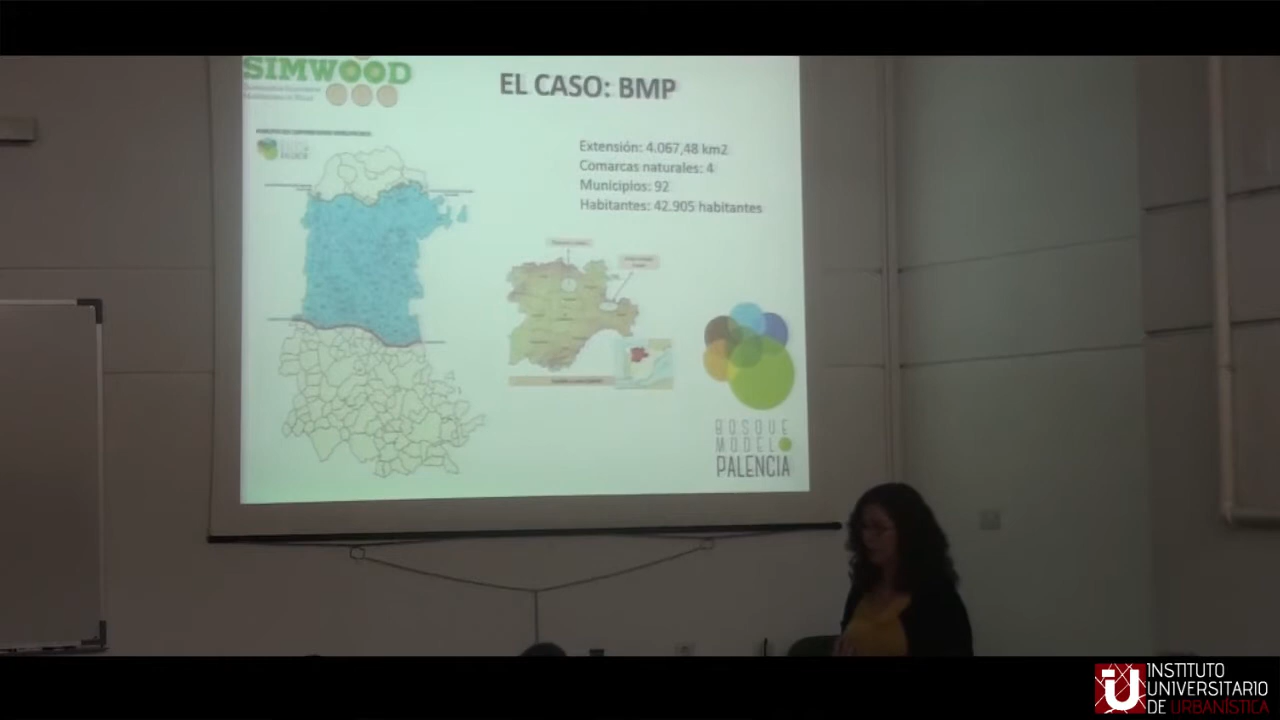 SIMWOOD
EL CASO: BMP
Extensión: 4.067,48 km2
Comarcas naturales: 4
Municipios: 92
Habitantes: 42.905 habitantes
PALENCIA
BOSQUE
MODEL
PALENCIA
INSTITUTO
UNIVERSITARIO
DE URBANÍSTICA